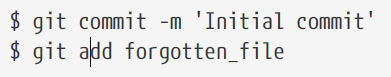 $ git commit -m 'Initial commit'
$ git add forgotten_file